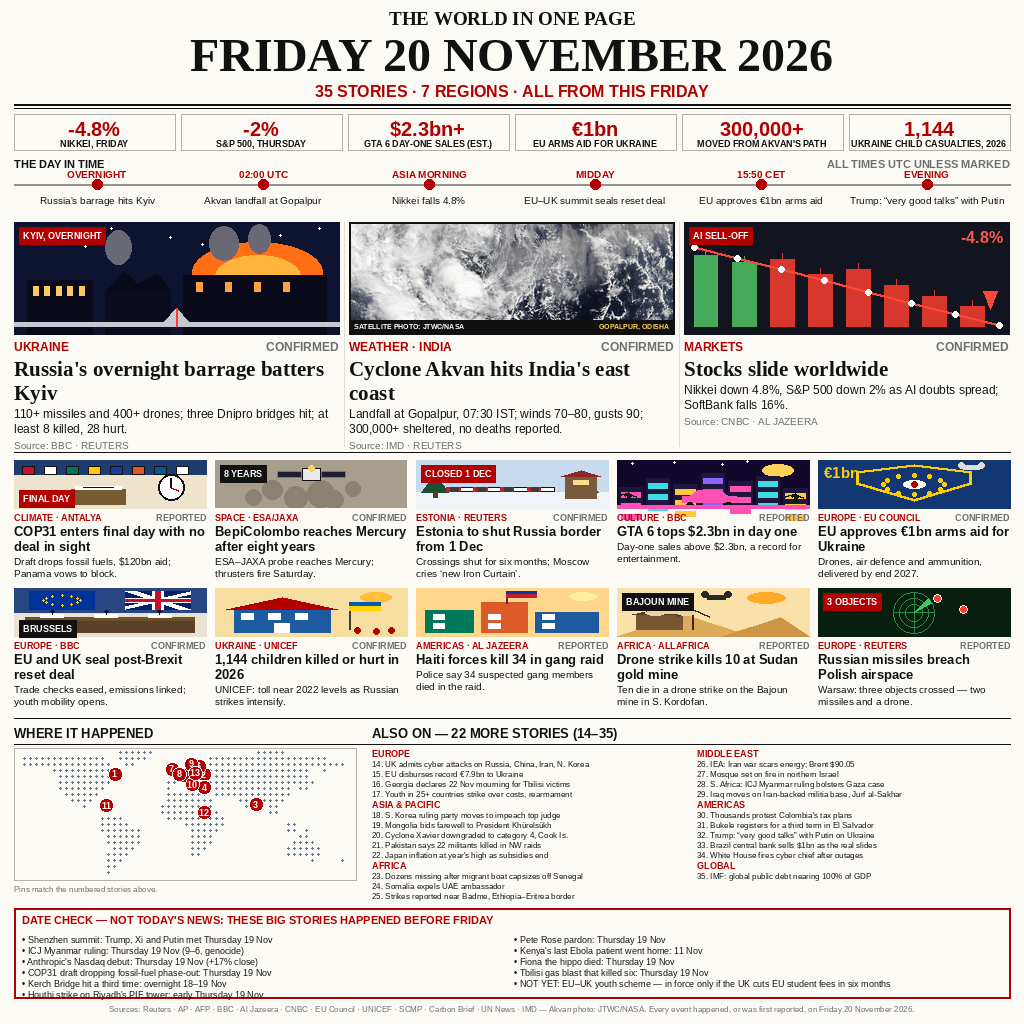 THE WORLD IN ONE PAGE
FRIDAY 20 NOVEMBER 2026
35 STORIES · 7 REGIONS · ALL FROM THIS FRIDAY
-4.8%
NIKKEI, FRIDAY
-2%
S&P 500, THURSDAY
$2.3bn+
GTA 6 DAY-ONE SALES (EST.)
€1bn
EU ARMS AID FOR UKRAINE
300,000+
MOVED FROM AKVAN'S PATH
1,144
UKRAINE CHILD CASUALTIES, 2026
THE DAY IN TIME
ALL TIMES UTC UNLESS MARKED
OVERNIGHT
Russia's barrage hits Kyiv
02:00 UTC
Akvan landfall at Gopalpur
ASIA MORNING
Nikkei falls 4.8%
MIDDAY
EU–UK summit seals reset deal
15:50 CET
EU approves €1bn arms aid
EVENING
Trump: “very good talks” with Putin
KYIV, OVERNIGHT
UKRAINE
CONFIRMED
Russia's overnight barrage batters
Kyiv
110+ missiles and 400+ drones; three Dnipro bridges hit; at
least 8 killed, 28 hurt.
Source: BBC · REUTERS
SATELLITE PHOTO: JTWC/NASA
GOPALPUR, ODISHA
WEATHER · INDIA
CONFIRMED
Cyclone Akvan hits India's east
coast
Landfall at Gopalpur, 07:30 IST; winds 70–80, gusts 90;
300,000+ sheltered, no deaths reported.
Source: IMD · REUTERS
AI SELL-OFF
-4.8%
MARKETS
CONFIRMED
Stocks slide worldwide
Nikkei down 4.8%, S&P 500 down 2% as AI doubts spread;
SoftBank falls 16%.
Source: CNBC · AL JAZEERA
FINAL DAY
CLIMATE · ANTALYA
REPORTED
COP31 enters final day with no
deal in sight
Draft drops fossil fuels, $120bn aid;
Panama vows to block.
8 YEARS
SPACE · ESA/JAXA
CONFIRMED
BepiColombo reaches Mercury
after eight years
ESA–JAXA probe reaches Mercury;
thrusters fire Saturday.
CLOSED 1 DEC
ESTONIA · REUTERS
CONFIRMED
Estonia to shut Russia border
from 1 Dec
Crossings shut for six months; Moscow
cries ‘new Iron Curtain’.
CULTURE · BBC
REPORTED
GTA 6 tops $2.3bn in day one
Day-one sales above $2.3bn, a record for
entertainment.
€1bn
EUROPE · EU COUNCIL
CONFIRMED
EU approves €1bn arms aid for
Ukraine
Drones, air defence and ammunition,
delivered by end 2027.
BRUSSELS
EUROPE · BBC
CONFIRMED
EU and UK seal post-Brexit
reset deal
Trade checks eased, emissions linked;
youth mobility opens.
UKRAINE · UNICEF
CONFIRMED
1,144 children killed or hurt in
2026
UNICEF: toll near 2022 levels as Russian
strikes intensify.
AMERICAS · AL JAZEERA
REPORTED
Haiti forces kill 34 in gang raid
Police say 34 suspected gang members
died in the raid.
BAJOUN MINE
AFRICA · ALLAFRICA
REPORTED
Drone strike kills 10 at Sudan
gold mine
Ten die in a drone strike on the Bajoun
mine in S. Kordofan.
3 OBJECTS
EUROPE · REUTERS
REPORTED
Russian missiles breach
Polish airspace
Warsaw: three objects crossed — two
missiles and a drone.
WHERE IT HAPPENED
1
7
8
9
13
10
4
11
12
3
Pins match the numbered stories above.
ALSO ON — 22 MORE STORIES (14–35)
EUROPE
14. UK admits cyber attacks on Russia, China, Iran, N. Korea
15. EU disburses €7.9bn to Ukraine
16. Georgia declares 22 Nov mourning for Tbilisi victims
17. Youth in 25+ countries strike over costs, rearmament
ASIA & PACIFIC
18. S. Korea ruling party moves to impeach top judge
19. Mongolia bids farewell to President Khürelsükh
20. Cyclone Xavier downgraded to category 4, Cook Is.
21. Pakistan says 22 militants killed in NW raids
22. Japan inflation at year's high as subsidies end
AFRICA
23. Dozens missing after migrant boat capsizes off Senegal
24. Somalia expels UAE ambassador
25. Strikes reported near Badme, Ethiopia–Eritrea border
MIDDLE EAST
26. IEA: Iran war scars energy; Brent $90.05
27. Mosque set on fire in northern Israel
28. S. Africa: ICJ Myanmar ruling bolsters Gaza case
29. Iraq moves on Iran-backed militia base, Jurf al-Sakhar
AMERICAS
30. Thousands protest Colombia's tax plans
31. Bukele registers for a third term in El Salvador
32. Trump: “very good talks” with Putin on Ukraine
33. Brazil central bank sells $1bn as the real slides
34. White House fires cyber chief after outages
GLOBAL
35. IMF: global public debt nearing 100% of GDP
DATE CHECK — NOT TODAY'S NEWS: THESE BIG STORIES HAPPENED BEFORE FRIDAY
• Shenzhen summit: Trump, Xi and Putin met Thursday 19 Nov
• ICJ Myanmar ruling: Thursday 19 Nov (9–6, genocide)
• Anthropic's Nasdaq debut: Thursday 19 Nov (+17% close)
• COP31 draft dropping fossil-fuel phase-out: Thursday 19 Nov
• Kerch Bridge hit a third time: overnight 18–19 Nov
• Houthi strike on Riyadh's PIF tower: early Thursday 19 Nov
• Pete Rose pardon: Thursday 19 Nov
• Kenya's last Ebola patient went home: 11 Nov
• Fiona the hippo died: Thursday 19 Nov
• Tbilisi gas blast that killed six: Thursday 19 Nov
• NOT YET: EU–UK youth scheme — in force only if the UK cuts EU student fees in six months
Sources: Reuters · AP · AFP · BBC · Al Jazeera · CNBC · EU Council · UNICEF · SCMP · Carbon Brief · UN News · IMD — Akvan photo: JTWC/NASA. Every event happened, or was first reported, on Friday 20 November 2026.